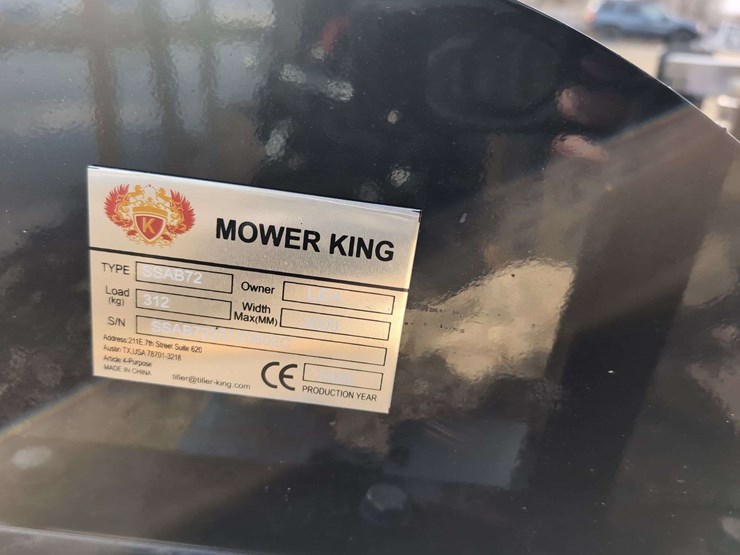 K
MOWER KING
TYPE SSAB72 Owner
Load (kg) 312 Width Max(MM)
S/N
Address:211E.7th Street Suite 620
Austin TX,USA 78701-3218
Article 4-Purpose
MADE IN CHINA
tiller@tiller-king.com
CE
PRODUCTION YEAR